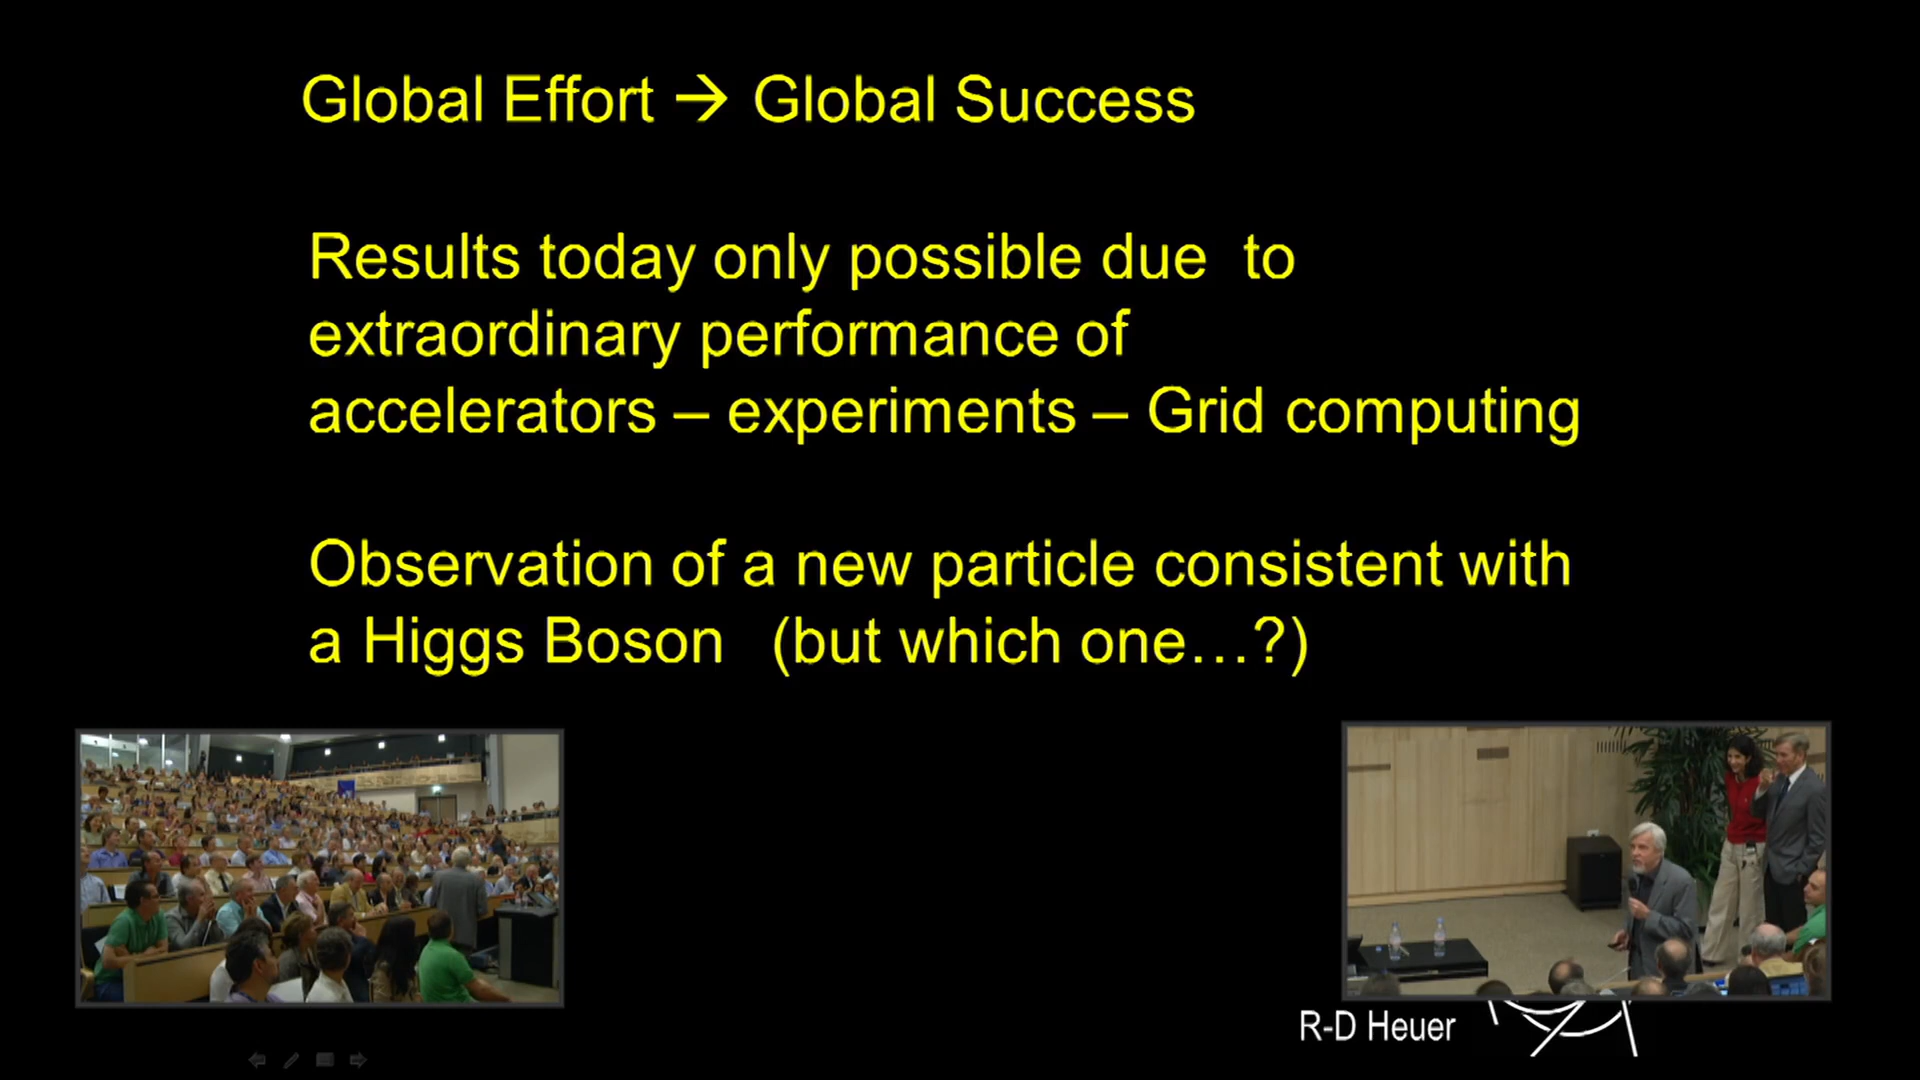 Global Effort → Global Success
Results today only possible due  to
extraordinary performance of
accelerators – experiments – Grid computing
Observation of a new particle consistent with
a Higgs Boson   (but which one…?)
R-D Heuer